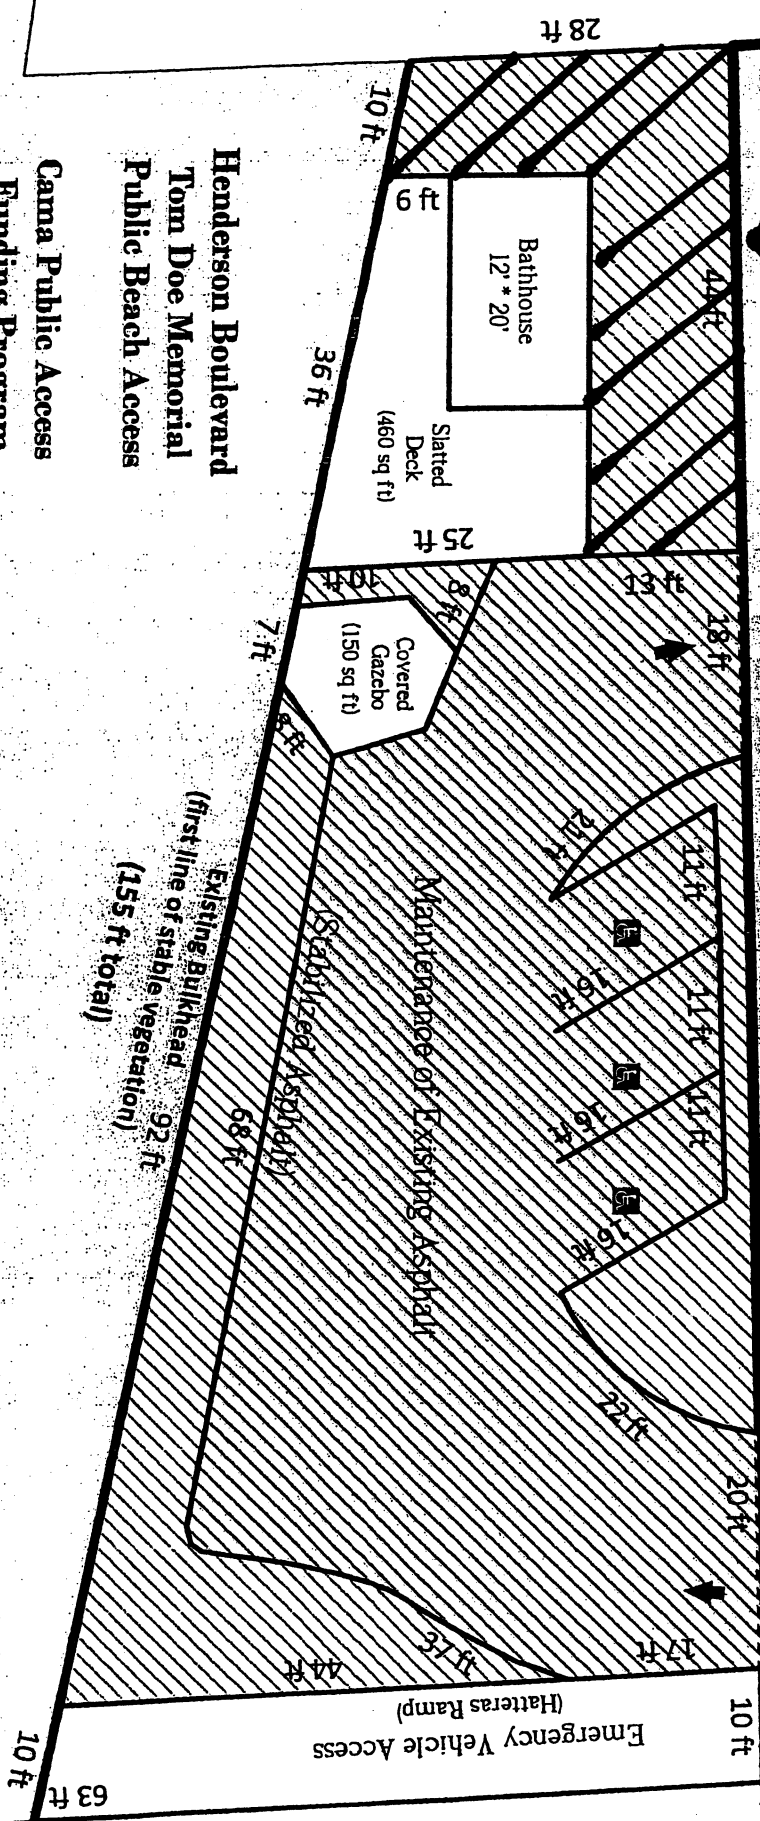 28 ft
10 ft
44 ft
9 ft
Bathhouse
12' * 20'
36 ft
Slatted
Deck
(460 sq ft)
25 ft
13 ft
18 ft
10 ft
8 ft
7 ft
Covered
Gazebo
(150 sq ft)
8 ft
11 ft
11 ft
11 ft
16 ft
16 ft
16 ft
22 ft
20 ft
Maintenance of Existing Asphalt
(Stabilized Asphalt)
68 ft
37 ft
44 ft
17 ft
Existing Bulkhead 92 ft
(first line of stable vegetation)
(155 ft total)
Emergency Vehicle Access
(Hatteras Ramp)
10 ft
63 ft
10 ft
Henderson Boulevard
Tom Doe Memorial
Public Beach Access
Cama Public Access
Funding Program